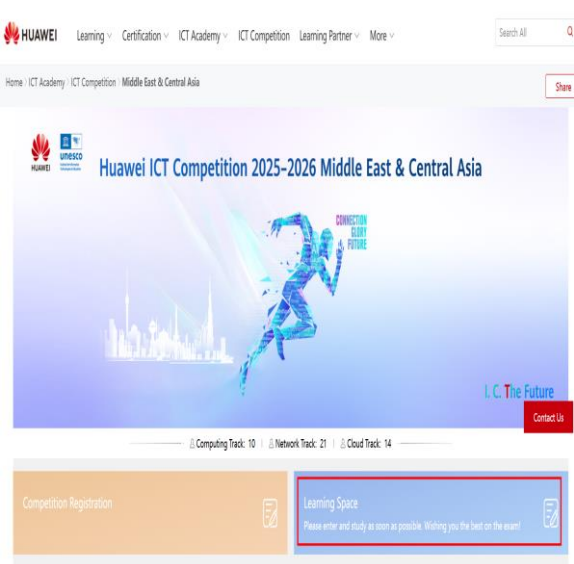 HUAWEI Learning Certification ICT Academy ICT Competition Learning Partner More Search All
Home > ICT Academy > ICT Competition > Middle East & Central Asia
Share
HUAWEI unesco
Huawei ICT Competition 2025-2026 Middle East & Central Asia
CONNECTION
GLORY
FUTURE
I. C. The Future
Contact Us
Computing Track: 10 | Network Track: 21 | Cloud Track: 14
Competition Registration
Learning Space
Please enter and study as soon as possible. Wishing you the best on the exam!